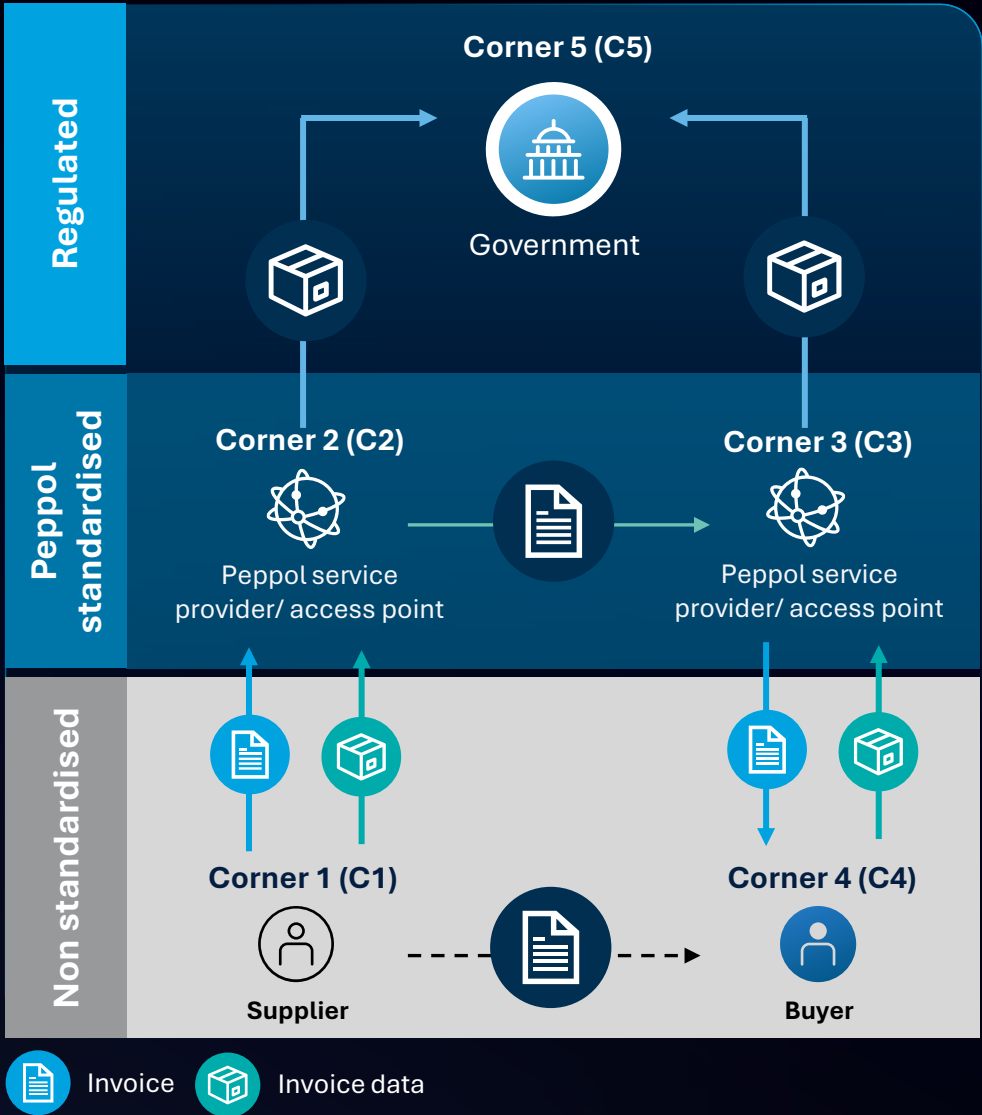 Regulated
Corner 5 (C5)
Government
Peppol
standardised
Corner 2 (C2)
Peppol service
provider/ access point
Corner 3 (C3)
Peppol service
provider/ access point
Non standardised
Corner 1 (C1)
Supplier
Corner 4 (C4)
Buyer
Invoice
Invoice data